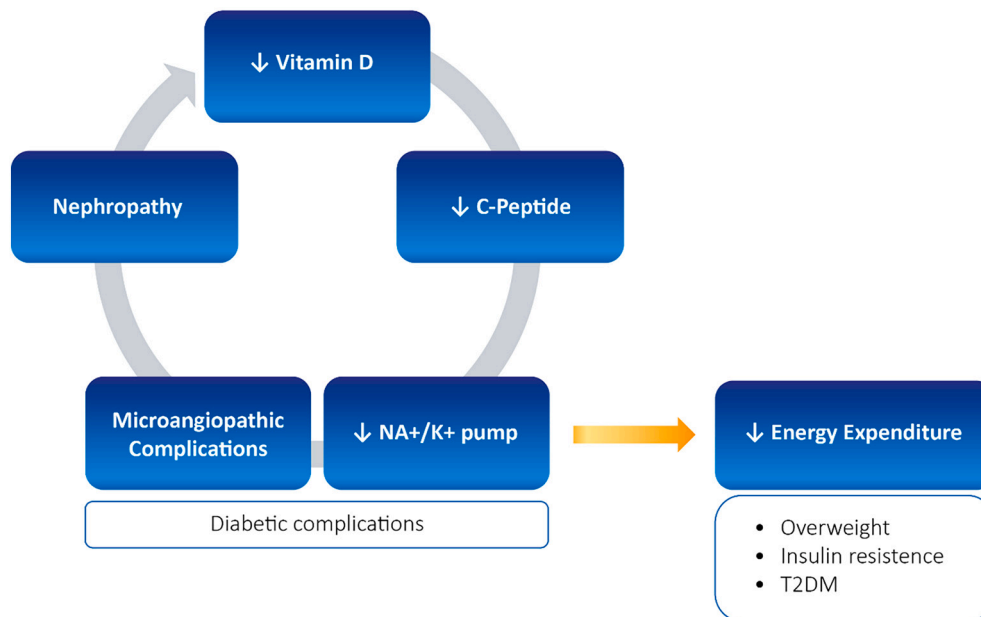 ↓ Vitamin D
Nephropathy
↓ C-Peptide
Microangiopathic
Complications
↓ NA+/K+ pump
↓ Energy Expenditure
Diabetic complications
• Overweight
• Insulin resistence
• T2DM